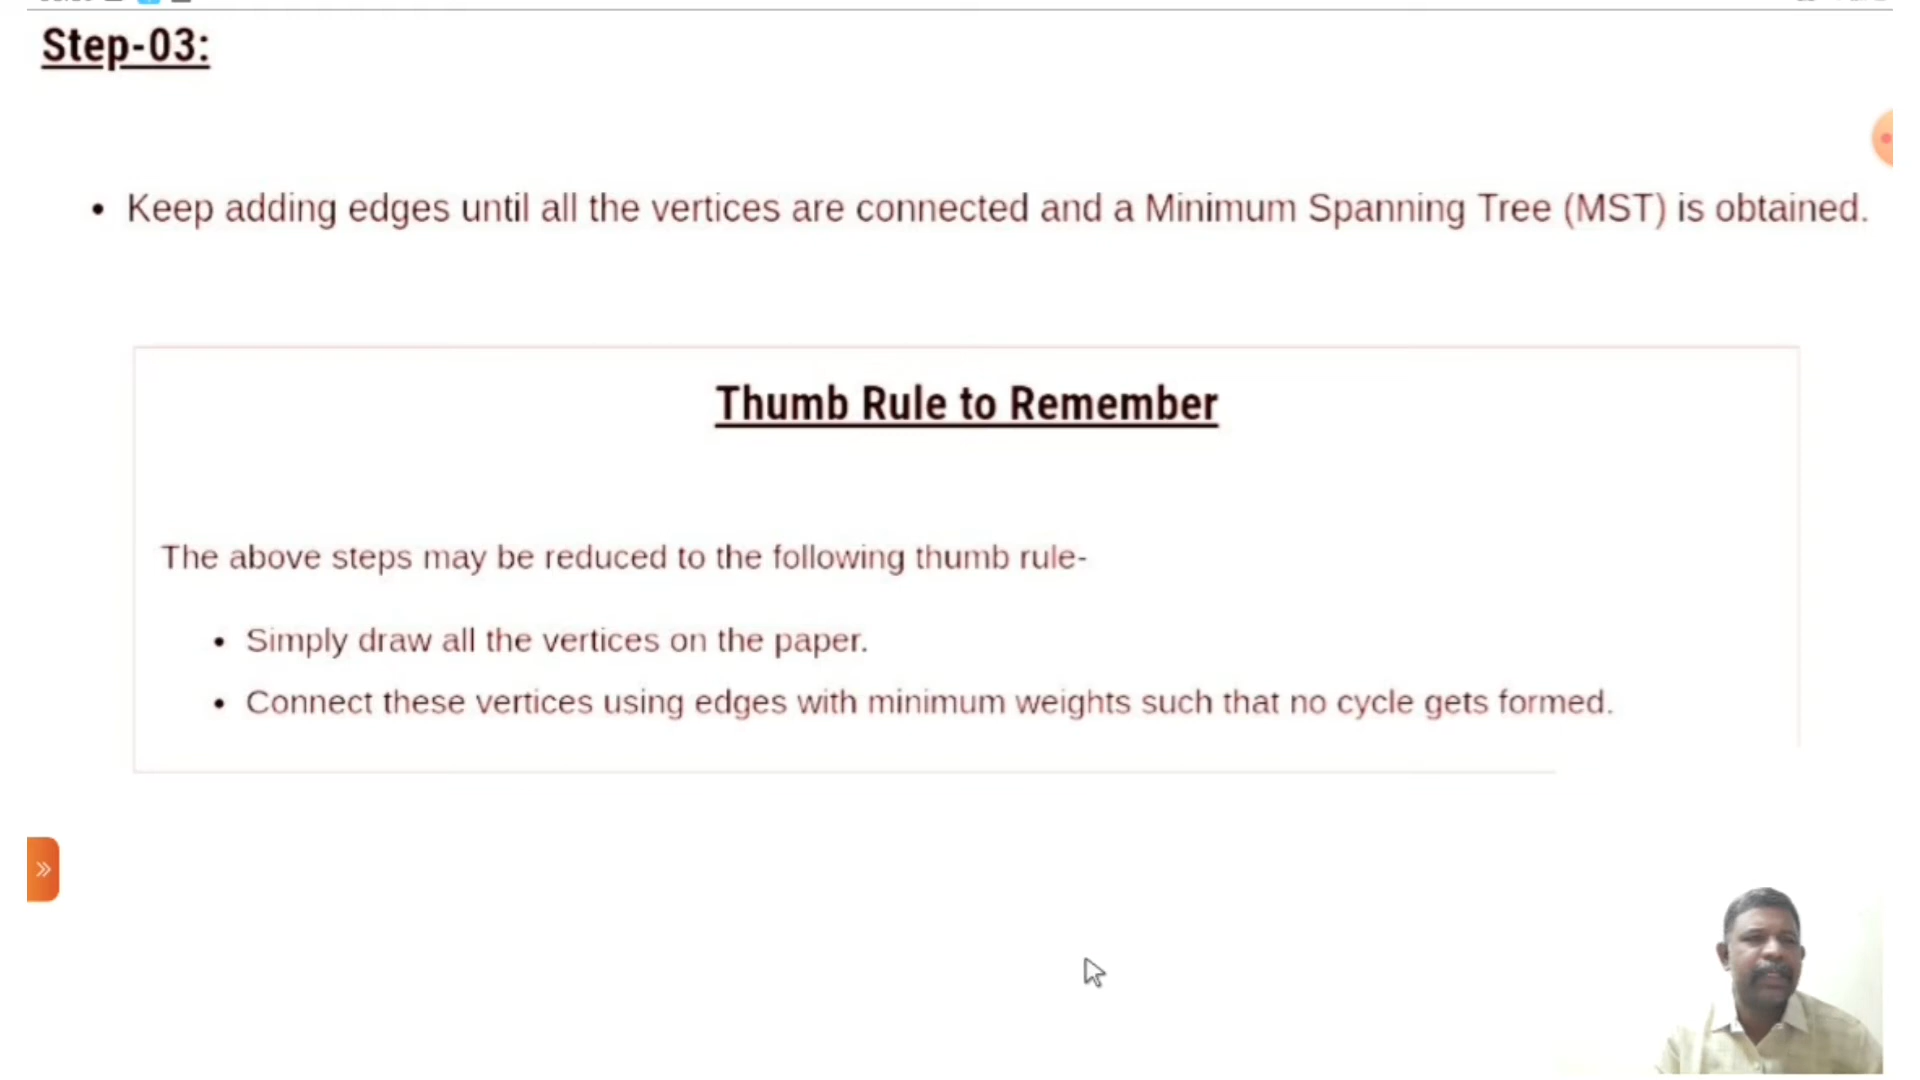 Step-03:
• Keep adding edges until all the vertices are connected and a Minimum Spanning Tree (MST) is obtained.
Thumb Rule to Remember
The above steps may be reduced to the following thumb rule-
• Simply draw all the vertices on the paper.
• Connect these vertices using edges with minimum weights such that no cycle gets formed.